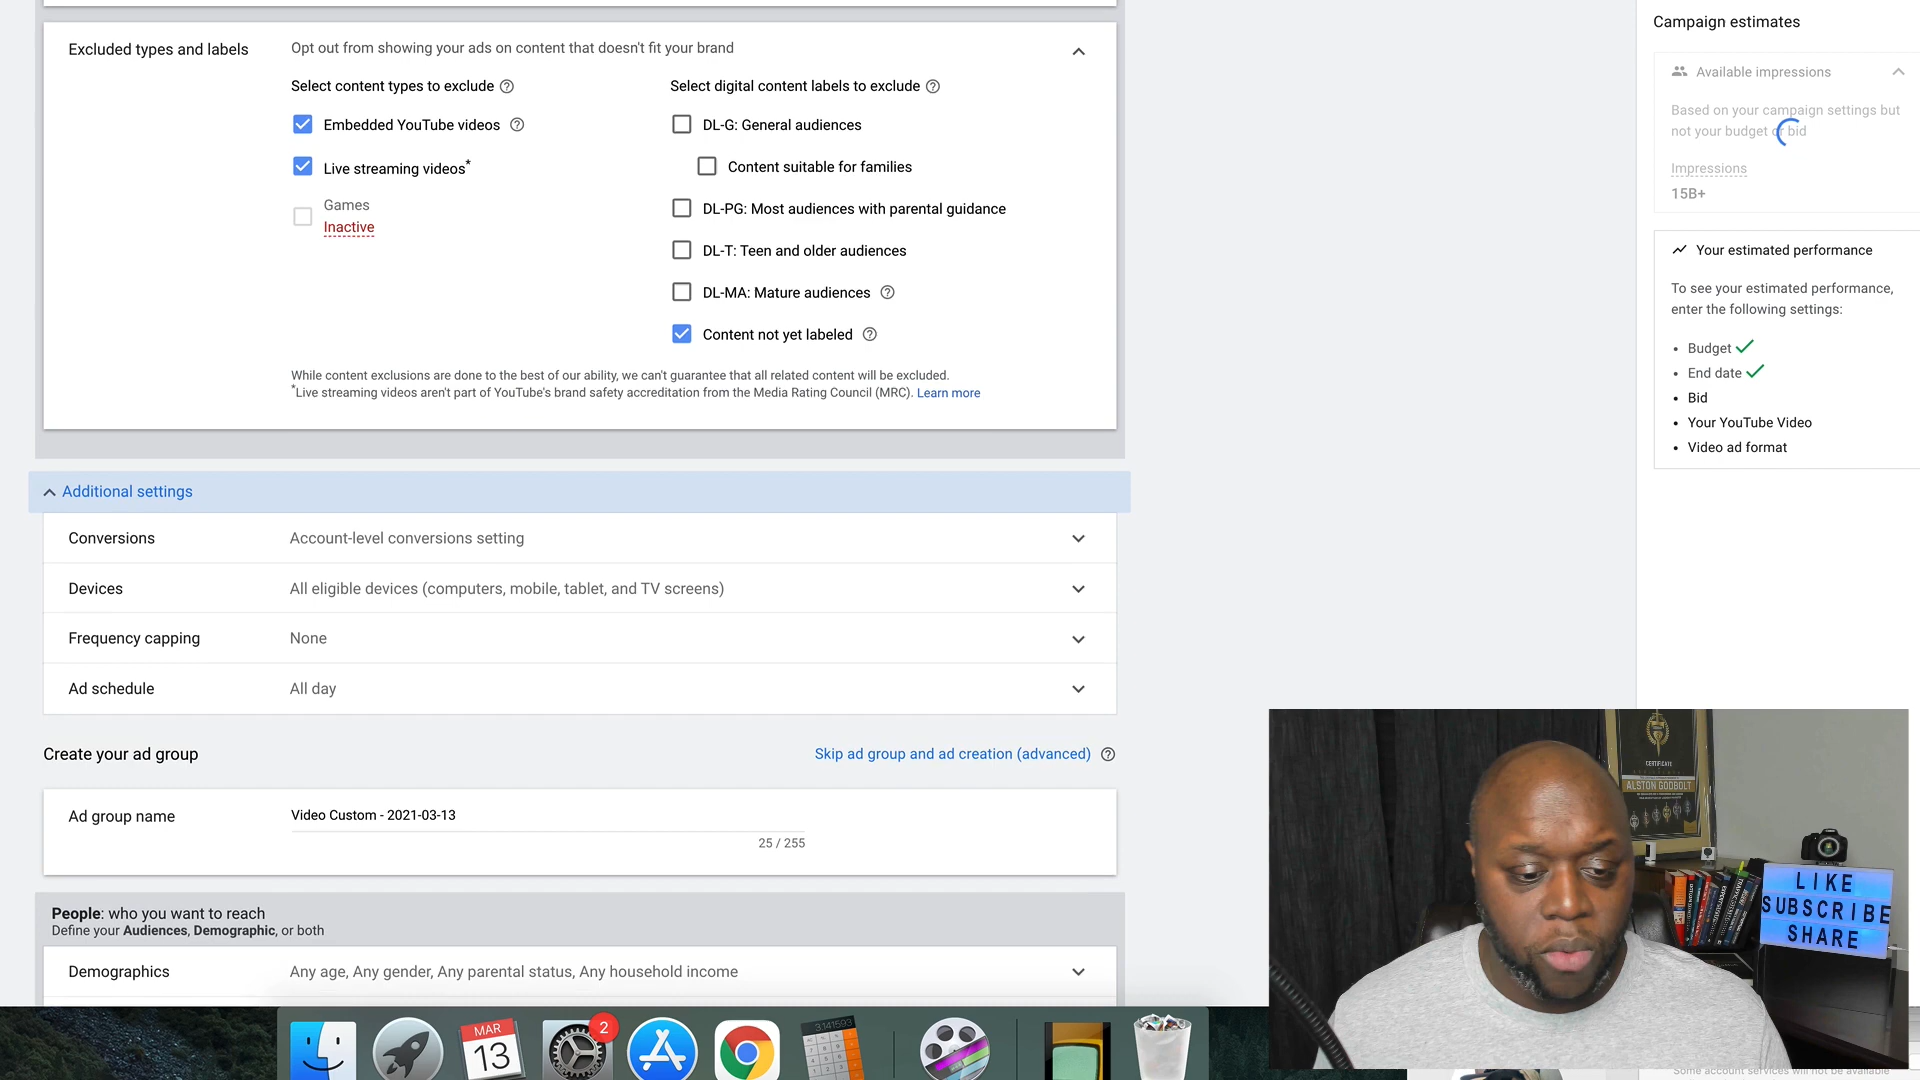 Excluded types and labels
Opt out from showing your ads on content that doesn't fit your brand
Select content types to exclude
Embedded YouTube videos
Live streaming videos*
Games
Inactive
Select digital content labels to exclude
DL-G: General audiences
Content suitable for families
DL-PG: Most audiences with parental guidance
DL-T: Teen and older audiences
DL-MA: Mature audiences
Content not yet labeled
While content exclusions are done to the best of our ability, we can't guarantee that all related content will be excluded.
*Live streaming videos aren't part of YouTube's brand safety accreditation from the Media Rating Council (MRC). Learn more
Additional settings
Conversions Account-level conversions setting
Devices All eligible devices (computers, mobile, tablet, and TV screens)
Frequency capping None
Ad schedule All day
Create your ad group
Skip ad group and ad creation (advanced)
Ad group name Video Custom - 2021-03-13
25 / 255
People: who you want to reach
Define your Audiences, Demographic, or both
Demographics Any age, Any gender, Any parental status, Any household income
Campaign estimates
Available impressions
Based on your campaign settings but
not your budget or bid
Impressions
15B+
Your estimated performance
To see your estimated performance,
enter the following settings:
Budget
End date
Bid
Your YouTube Video
Video ad format
CERTIFICATE
ALSTON GODBOLT
LIKE
SUBSCRIBE
SHARE
MAR
13
2
3141593
Some account services will not be available